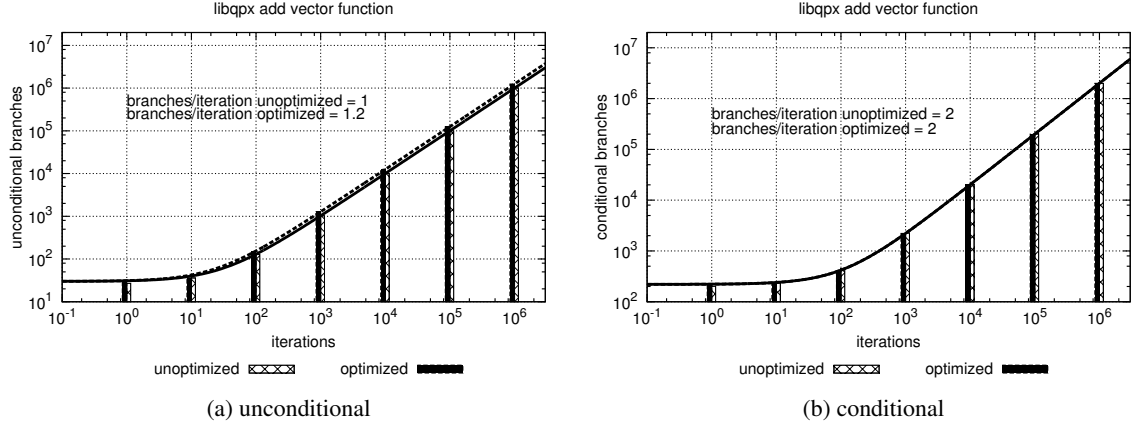 libqpx add vector function
10^7
10^6
10^5
10^4
10^3
10^2
10^1
unconditional branches
branches/iteration unoptimized = 1
branches/iteration optimized = 1.2
10^-1 10^0 10^1 10^2 10^3 10^4 10^5 10^6
iterations
unoptimized optimized
(a) unconditional
libqpx add vector function
10^7
10^6
10^5
10^4
10^3
10^2
conditional branches
branches/iteration unoptimized = 2
branches/iteration optimized = 2
10^-1 10^0 10^1 10^2 10^3 10^4 10^5 10^6
iterations
unoptimized optimized
(b) conditional